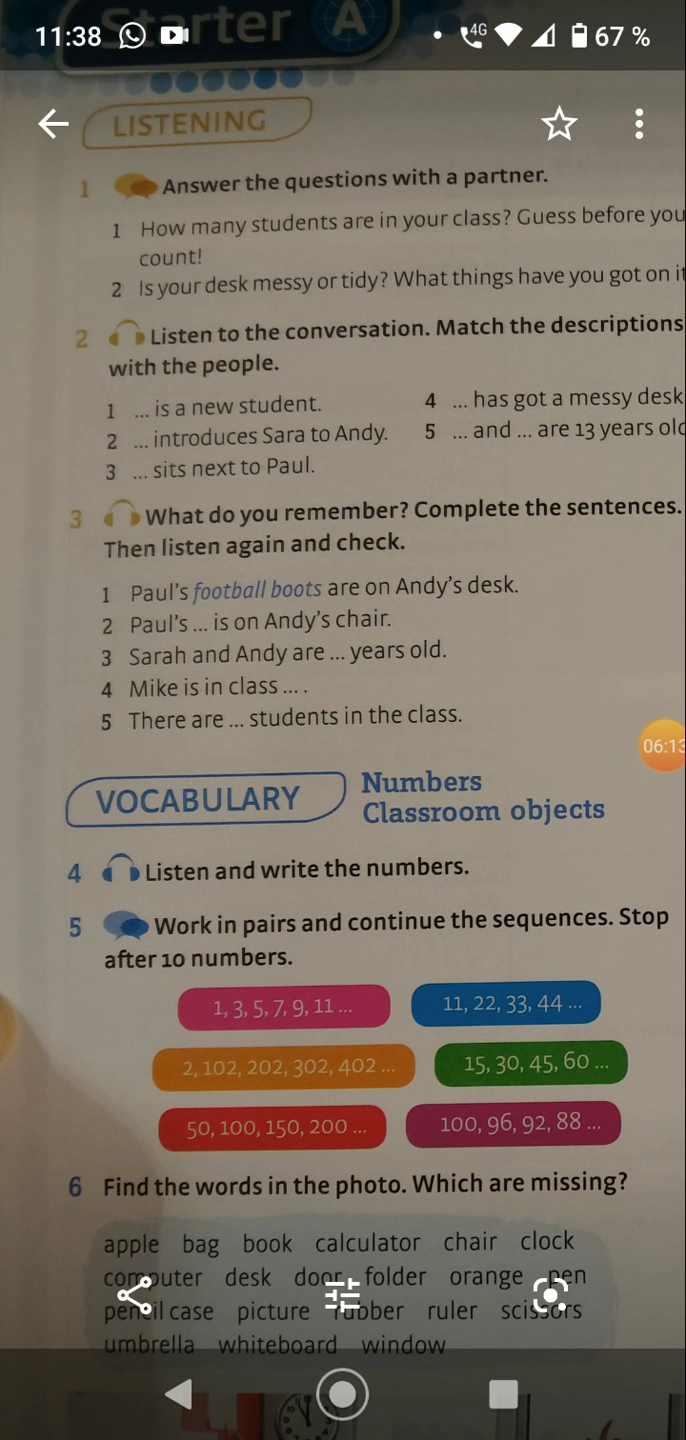 11:38
4G
67 %
Starter A
LISTENING
1 Answer the questions with a partner.
1 How many students are in your class? Guess before you
count!
2 Is your desk messy or tidy? What things have you got on it
2 Listen to the conversation. Match the descriptions
with the people.
1 ... is a new student.
2 ... introduces Sara to Andy.
3 ... sits next to Paul.
4 ... has got a messy desk
5 ... and ... are 13 years old
3 What do you remember? Complete the sentences.
Then listen again and check.
1 Paul's football boots are on Andy's desk.
2 Paul's ... is on Andy's chair.
3 Sarah and Andy are ... years old.
4 Mike is in class ... .
5 There are ... students in the class.
06:13
VOCABULARY
Numbers
Classroom objects
4 Listen and write the numbers.
5 Work in pairs and continue the sequences. Stop
after 10 numbers.
1, 3, 5, 7, 9, 11 ...
11, 22, 33, 44 ...
2, 102, 202, 302, 402 ...
15, 30, 45, 60 ...
50, 100, 150, 200 ...
100, 96, 92, 88 ...
6 Find the words in the photo. Which are missing?
apple bag book calculator chair clock
computer desk door folder orange pen
pencil case picture rubber ruler scissors
umbrella whiteboard window